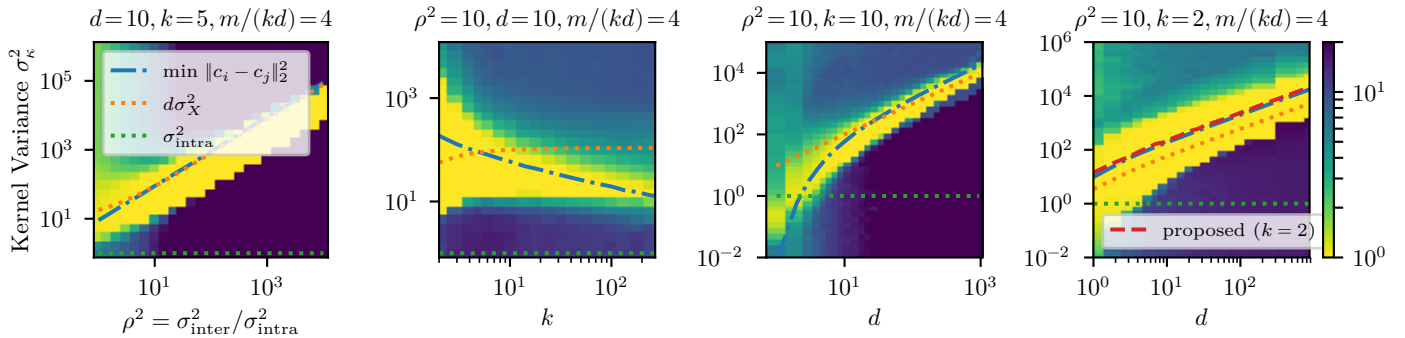 d=10, k=5, m/(kd)=4
ρ²=10, d=10, m/(kd)=4
ρ²=10, k=10, m/(kd)=4
ρ²=10, k=2, m/(kd)=4
Kernel Variance σ²_κ
10⁵
10³
10¹
min ‖c_i − c_j‖²₂
dσ²_X
σ²_intra
10¹
10³
ρ² = σ²_inter/σ²_intra
10³
10¹
10¹
10²
k
10⁴
10²
10⁰
10⁻²
10¹
10³
d
10⁶
10⁴
10²
10⁰
10⁻²
proposed (k=2)
10⁰
10¹
10²
d
10¹
10⁰